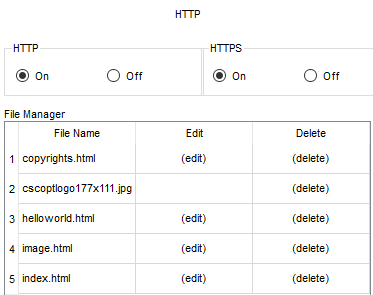 HTTP
HTTP HTTPS
On Off On Off
File Manager
File Name Edit Delete
1 copyrights.html (edit) (delete)
2 cscoptlogo177x111.jpg (delete)
3 helloworld.html (edit) (delete)
4 image.html (edit) (delete)
5 index.html (edit) (delete)